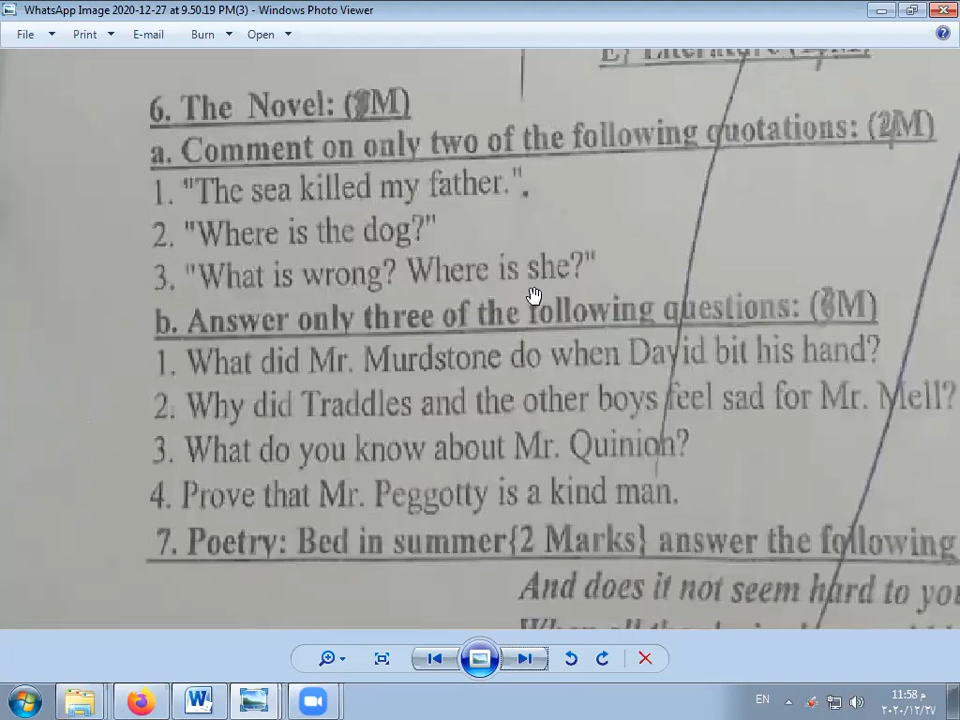 WhatsApp Image 2020-12-27 at 9.50.19 PM(3) - Windows Photo Viewer
File Print E-mail Burn Open
E} Literature
6. The Novel: ( M)
a. Comment on only two of the following quotations: (2M)
1. "The sea killed my father.".
2. "Where is the dog?"
3. "What is wrong? Where is she?"
b. Answer only three of the following questions: ( M)
1. What did Mr. Murdstone do when David bit his hand?
2. Why did Traddles and the other boys feel sad for Mr. Mell?
3. What do you know about Mr. Quinion?
4. Prove that Mr. Peggotty is a kind man.
7. Poetry: Bed in summer{2 Marks} answer the following
And does it not seem hard to you
EN
11:58 م
٢٠٢٠/١٢/٢٧